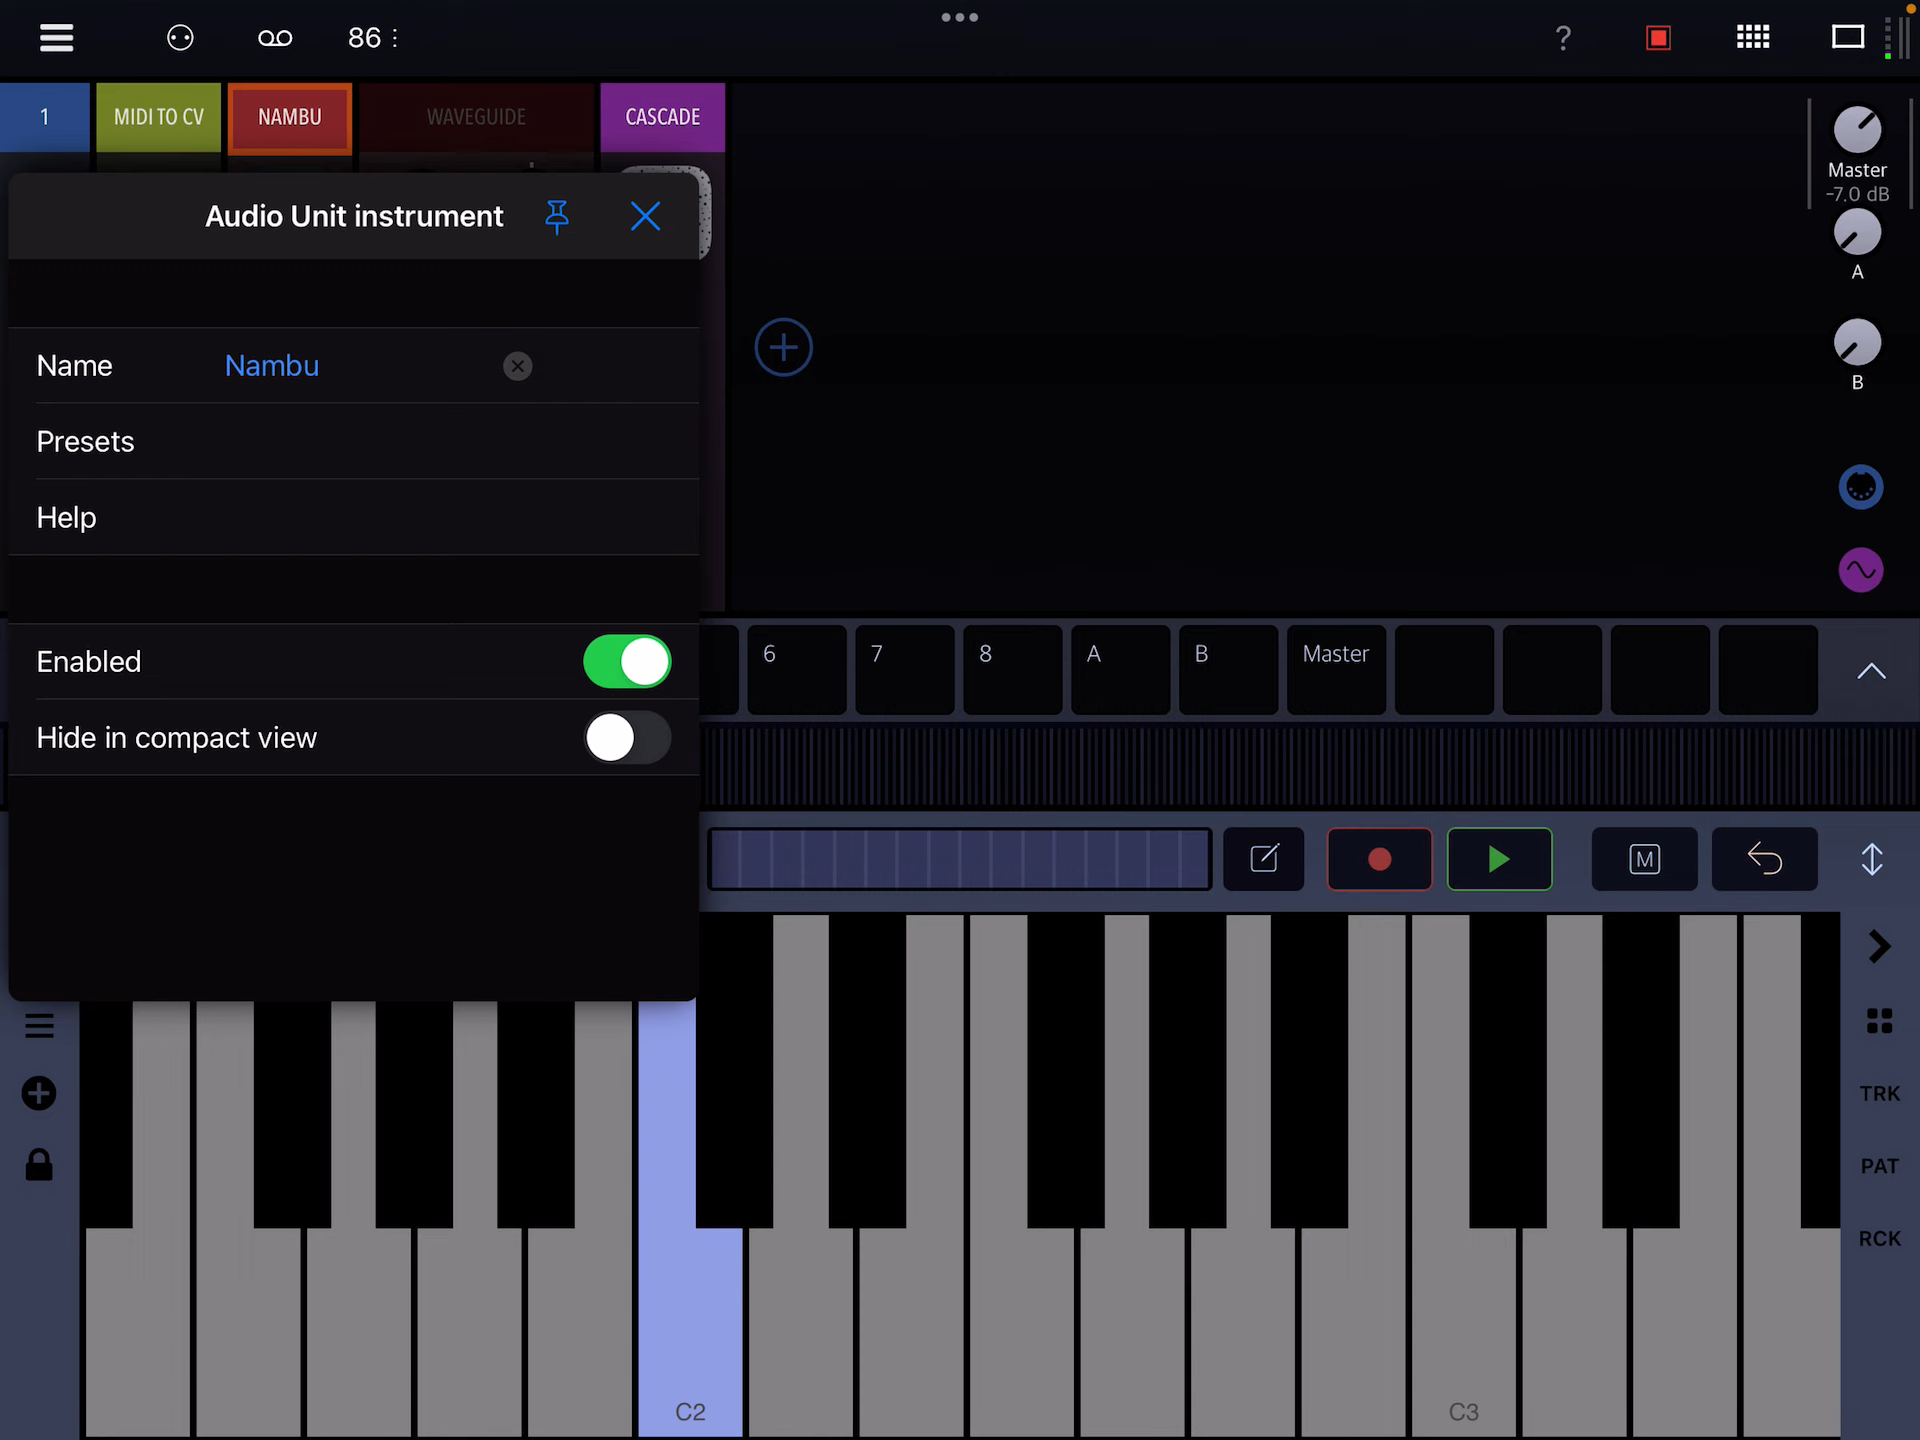 86
?
1
MIDI TO CV
NAMBU
WAVEGUIDE
CASCADE
Master
-7.0 dB
A
B
Audio Unit instrument
Name
Nambu
Presets
Help
Enabled
Hide in compact view
6
7
8
A
B
Master
M
TRK
PAT
RCK
C2
C3